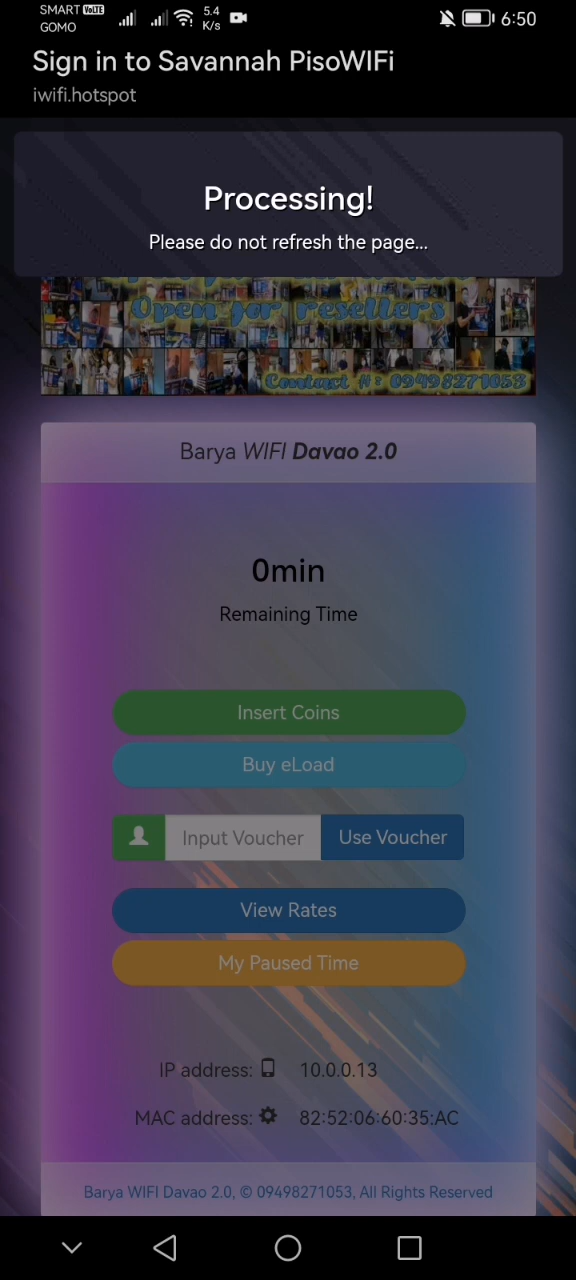 SMART VoLTE
GOMO
5.4
K/s
6:50
Sign in to Savannah PisoWIFi
iwifi.hotspot
Processing!
Please do not refresh the page...
Open for resellers
Contact #: 09498271053
Barya WIFI Davao 2.0
0min
Remaining Time
Insert Coins
Buy eLoad
Input Voucher
Use Voucher
View Rates
My Paused Time
IP address: 10.0.0.13
MAC address: 82:52:06:60:35:AC
Barya WIFI Davao 2.0, © 09498271053, All Rights Reserved